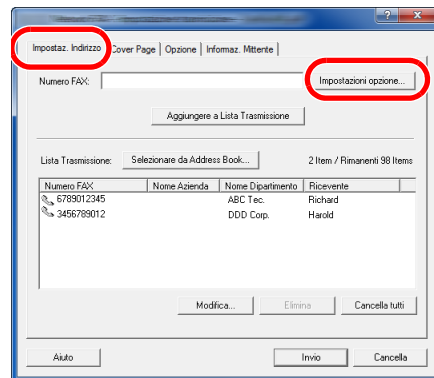 Impostaz. Indirizzo Cover Page Opzione Informaz. Mittente
Numero FAX: Impostazioni opzione...
Aggiungere a Lista Trasmissione
Lista Trasmissione: Selezionare da Address Book... 2 Item / Rimanenti 98 Items
Numero FAX Nome Azienda Nome Dipartimento Ricevente
6789012345 ABC Tec. Richard
3456789012 DDD Corp. Harold
Modifica... Elimina Cancella tutti
Aiuto Invio Cancella